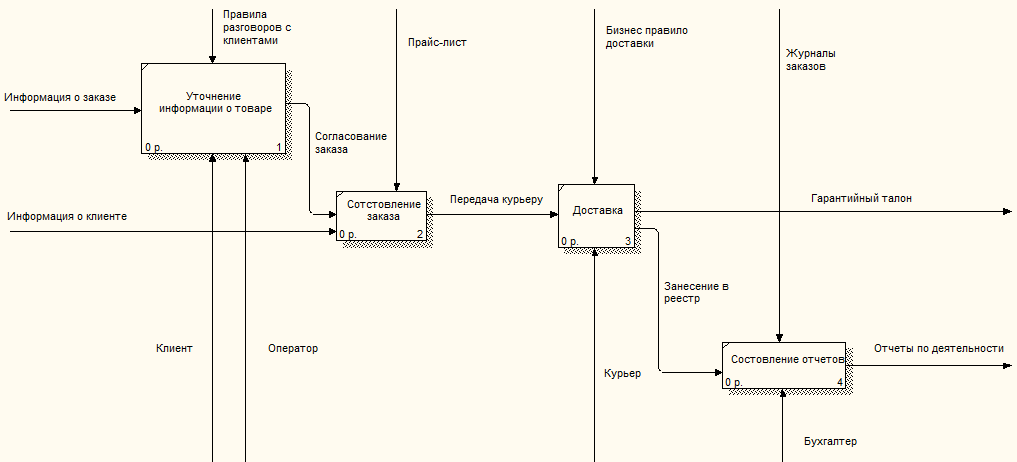 Правила
разговоров с
клиентами
Прайс-лист
Бизнес правило
доставки
Журналы
заказов
Информация о заказе
Уточнение
информации о товаре
0 р.
1
Согласование
заказа
Информация о клиенте
Сотстовление
заказа
0 р.
2
Передача курьеру
Доставка
0 р.
3
Гарантийный талон
Занесение в
реестр
Клиент
Оператор
Курьер
Состовление отчетов
0 р.
4
Отчеты по деятельности
Бухгалтер